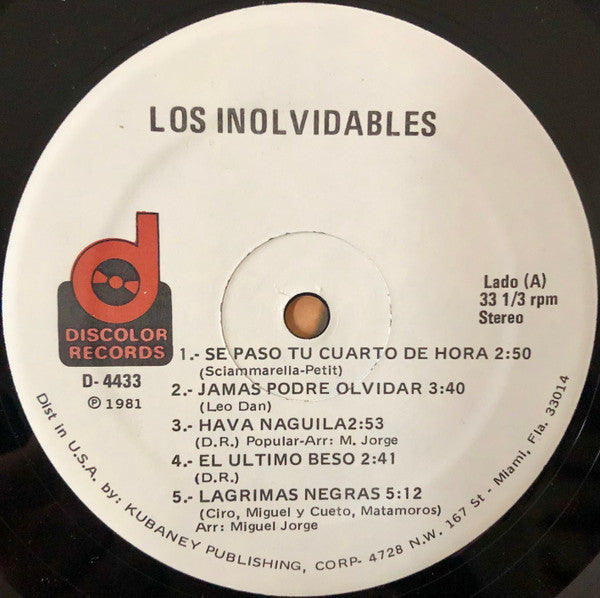 LOS INOLVIDABLES
d
DISCOLOR
RECORDS
D-4433
℗ 1981
Lado (A)
33 1/3 rpm
Stereo
1.- SE PASO TU CUARTO DE HORA 2:50
(Sciammarella-Petit)
2.- JAMAS PODRE OLVIDAR 3:40
(Leo Dan)
3.- HAVA NAGUILA2:53
(D.R.) Popular-Arr: M. Jorge
4.- EL ULTIMO BESO 2:41
(D.R.)
5.- LAGRIMAS NEGRAS 5:12
(Ciro, Miguel y Cueto, Matamoros)
Arr: Miguel Jorge
Dist in U.S.A. by: KUBANEY PUBLISHING, CORP- 4728 N.W. 167 St - Miami, Fla. 33014